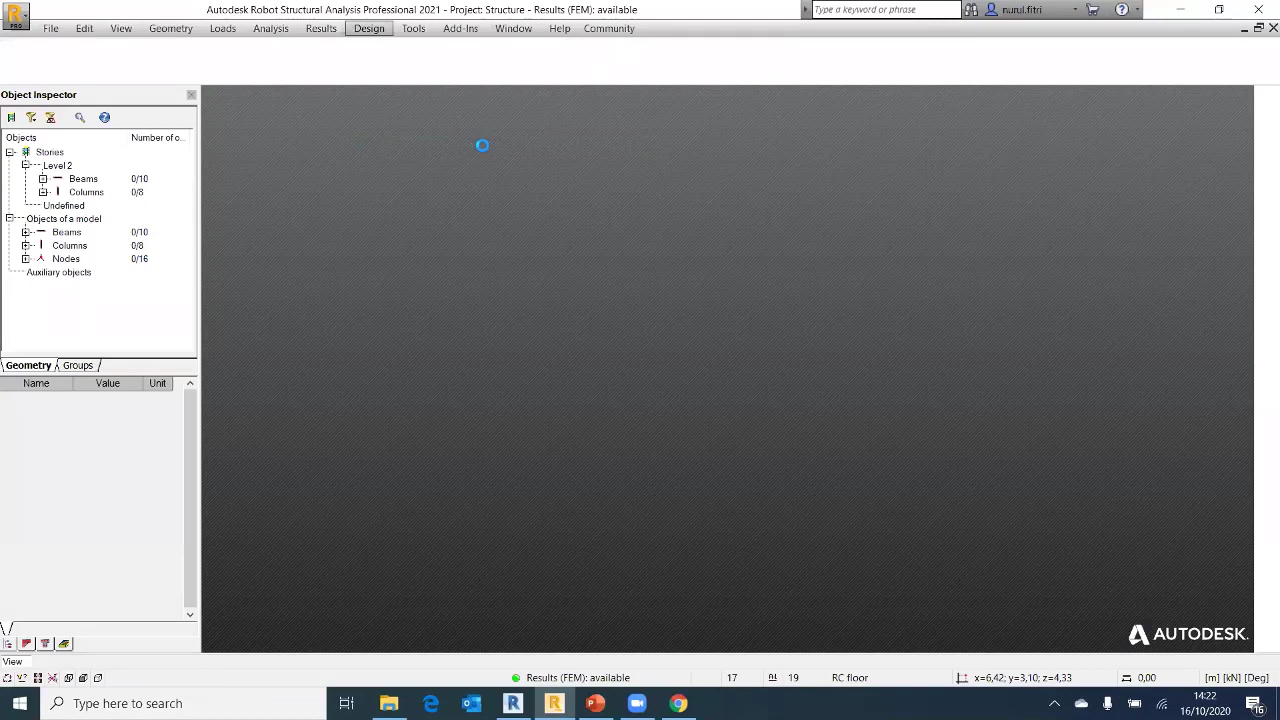 Autodesk Robot Structural Analysis Professional 2021 - Project: Structure - Results (FEM): available
Type a keyword or phrase
nurul.fitri
PRO
File Edit View Geometry Loads Analysis Results Design Tools Add-Ins Window Help Community
Object Inspector
Objects Number of o...
Stories
Level 2
Beams 0/10
Columns 0/8
Undefined
Objects of a model
Beams 0/10
Columns 0/8
Nodes 0/16
Auxiliary objects
Geometry Groups
Name Value Unit
AUTODESK.
View
Results (FEM): available 17 19 RC floor x=6,42; y=3,10; z=4,33 0,00 [m] [kN] [Deg]
Type here to search
14:22
16/10/2020
16